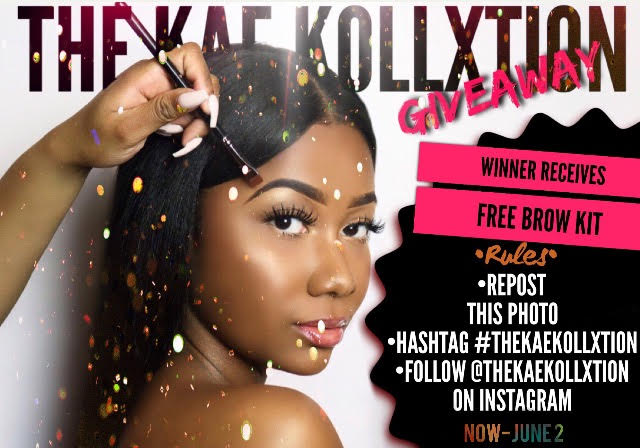 THE KAE KOLLXTION
GIVEAWAY
WINNER RECEIVES
FREE BROW KIT
•Rules•
•REPOST
THIS PHOTO
•HASHTAG #THEKAEKOLLXTION
•FOLLOW @THEKAEKOLLXTION
ON INSTAGRAM
NOW-JUNE 2